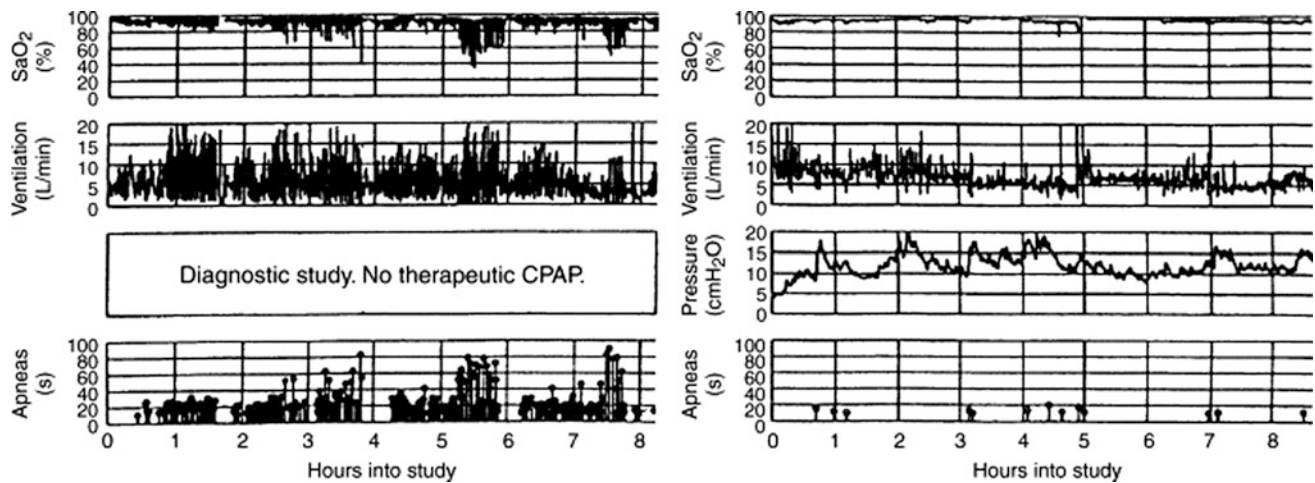 SaO2
(%)
100
80
60
40
20
0
Ventilation
(L/min)
20
15
10
5
0
Diagnostic study. No therapeutic CPAP.
Apneas
(s)
100
80
60
40
20
0
0 1 2 3 4 5 6 7 8
Hours into study
SaO2
(%)
100
80
60
40
20
0
Ventilation
(L/min)
20
15
10
5
0
Pressure
(cmH2O)
20
15
10
5
0
Apneas
(s)
100
80
60
40
20
0
0 1 2 3 4 5 6 7 8
Hours into study